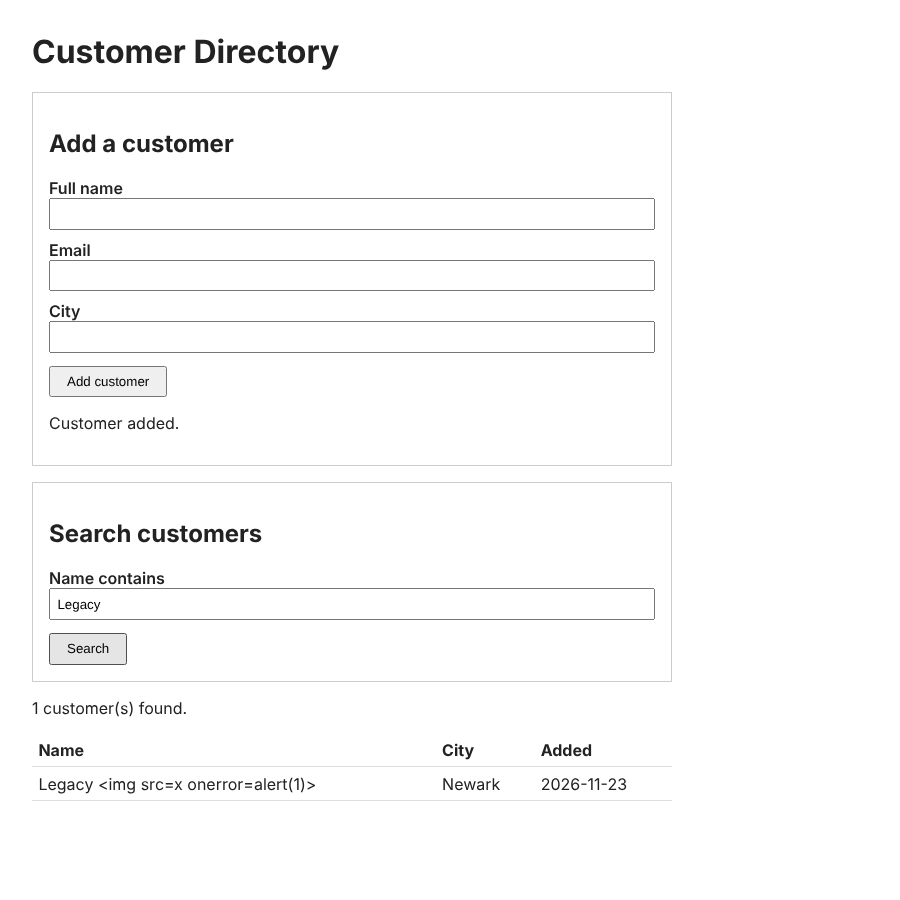 Customer Directory
Add a customer
Full name
Email
City
Add customer
Customer added.
Search customers
Name contains
Legacy
Search
1 customer(s) found.
Name City Added
Legacy <img src=x onerror=alert(1)> Newark 2026-11-23